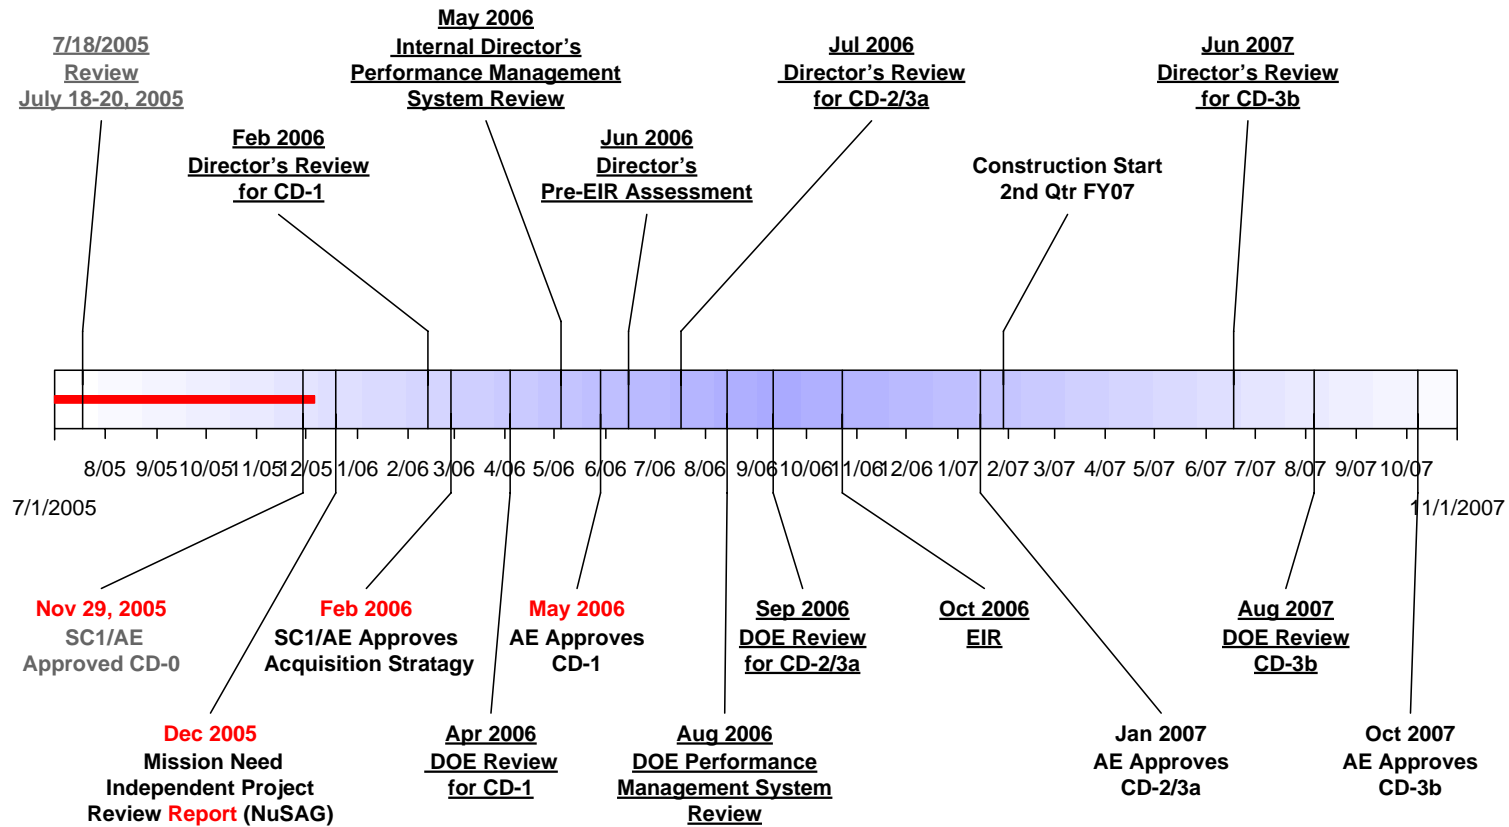 7/18/2005
Review
July 18-20, 2005
Feb 2006
Director’s Review
for CD-1
May 2006
Internal Director’s
Performance Management
System Review
Jun 2006
Director’s
Pre-EIR Assessment
Jul 2006
Director’s Review
for CD-2/3a
Construction Start
2nd Qtr FY07
Jun 2007
Director’s Review
for CD-3b
8/05 9/05 10/05 11/05 12/05 1/06 2/06 3/06 4/06 5/06 6/06 7/06 8/06 9/06 10/06 11/06 12/06 1/07 2/07 3/07 4/07 5/07 6/07 7/07 8/07 9/07 10/07
7/1/2005
11/1/2007
Nov 29, 2005
SC1/AE
Approved CD-0
Dec 2005
Mission Need
Independent Project
Review Report (NuSAG)
Feb 2006
SC1/AE Approves
Acquisition Stratagy
Apr 2006
DOE Review
for CD-1
May 2006
AE Approves
CD-1
Aug 2006
DOE Performance
Management System
Review
Sep 2006
DOE Review
for CD-2/3a
Oct 2006
EIR
Jan 2007
AE Approves
CD-2/3a
Aug 2007
DOE Review
CD-3b
Oct 2007
AE Approves
CD-3b